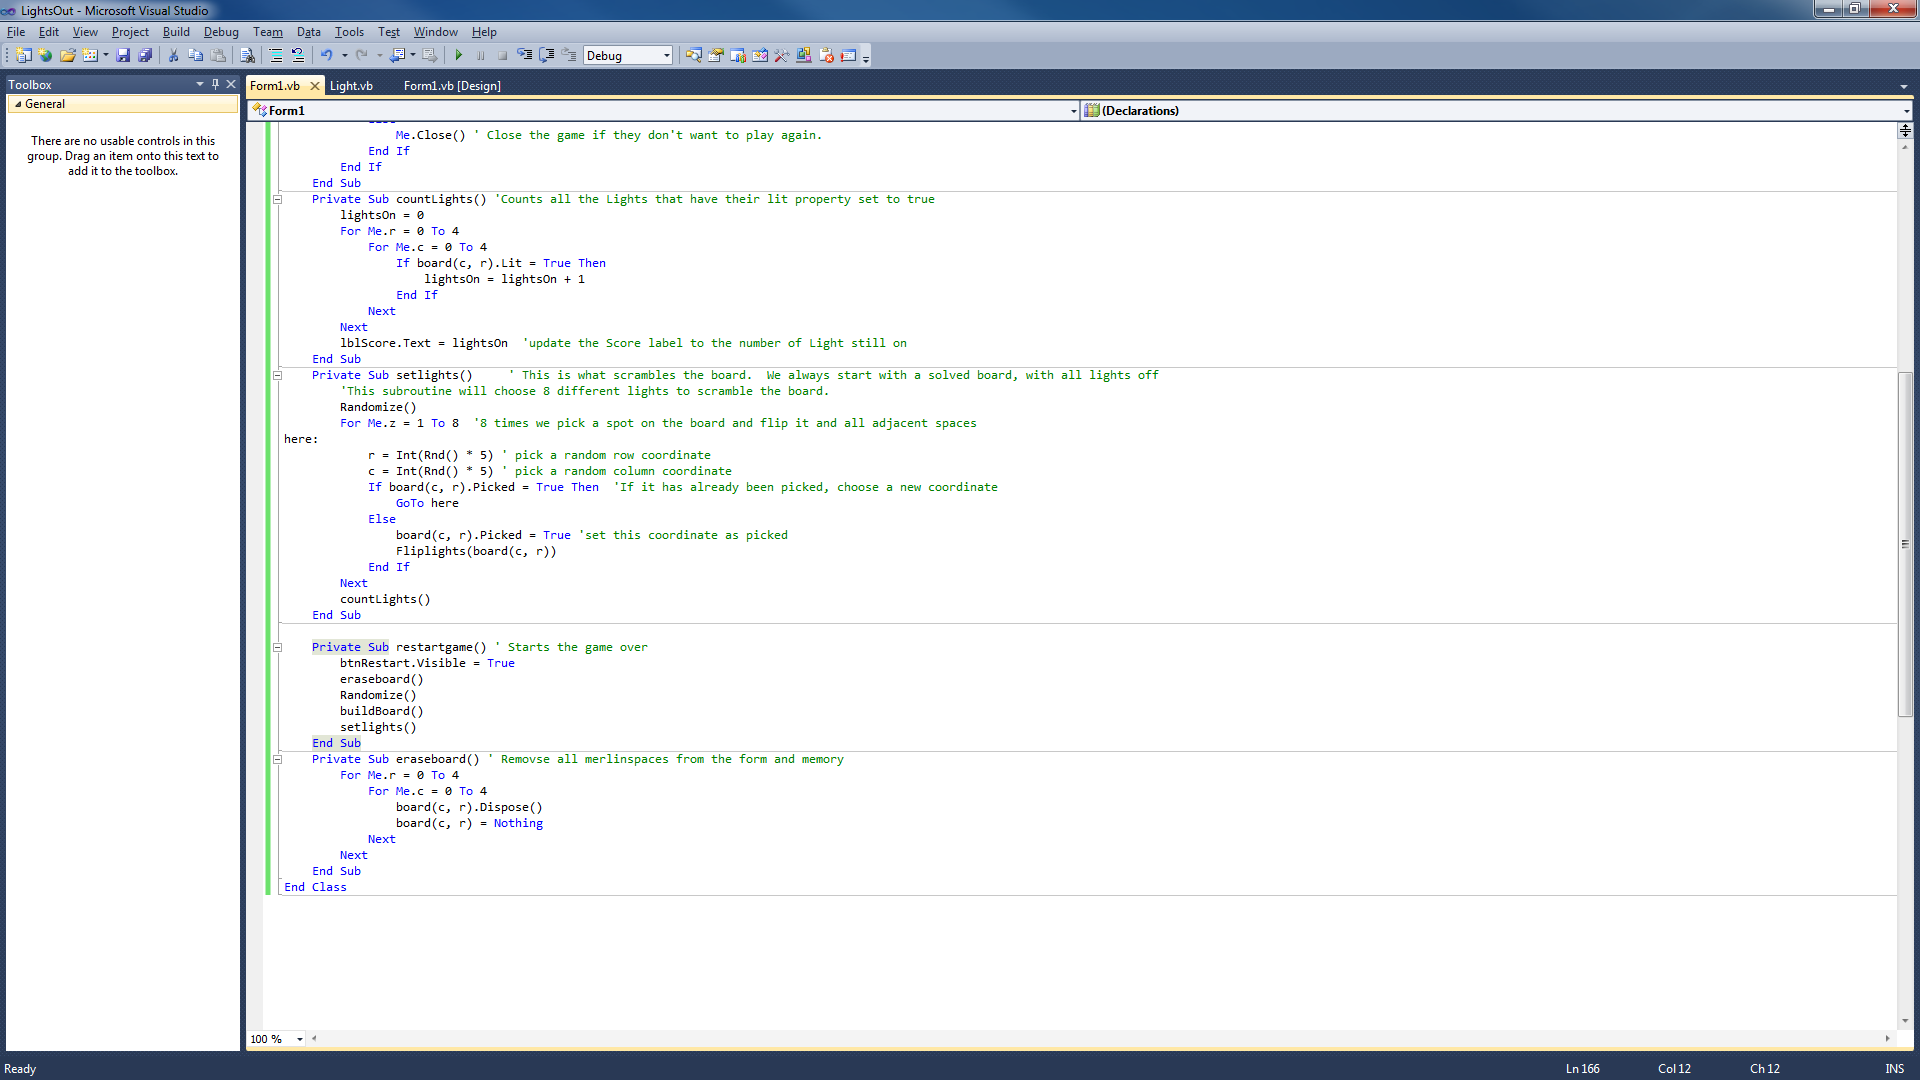 LightsOut - Microsoft Visual Studio
File Edit View Project Build Debug Team Data Tools Test Window Help
Debug
Toolbox
General
There are no usable controls in this
group. Drag an item onto this text to
add it to the toolbox.
Form1.vb Light.vb Form1.vb [Design]
Form1 (Declarations)
Me.Close() ' Close the game if they don't want to play again.
End If
End If
End Sub
Private Sub countLights() 'Counts all the Lights that have their lit property set to true
lightsOn = 0
For Me.r = 0 To 4
For Me.c = 0 To 4
If board(c, r).Lit = True Then
lightsOn = lightsOn + 1
End If
Next
Next
lblScore.Text = lightsOn 'update the Score label to the number of Light still on
End Sub
Private Sub setlights() ' This is what scrambles the board. We always start with a solved board, with all lights off
'This subroutine will choose 8 different lights to scramble the board.
Randomize()
For Me.z = 1 To 8 '8 times we pick a spot on the board and flip it and all adjacent spaces
here:
r = Int(Rnd() * 5) ' pick a random row coordinate
c = Int(Rnd() * 5) ' pick a random column coordinate
If board(c, r).Picked = True Then 'If it has already been picked, choose a new coordinate
GoTo here
Else
board(c, r).Picked = True 'set this coordinate as picked
Fliplights(board(c, r))
End If
Next
countLights()
End Sub
Private Sub restartgame() ' Starts the game over
btnRestart.Visible = True
eraseboard()
Randomize()
buildBoard()
setlights()
End Sub
Private Sub eraseboard() ' Removse all merlinspaces from the form and memory
For Me.r = 0 To 4
For Me.c = 0 To 4
board(c, r).Dispose()
board(c, r) = Nothing
Next
Next
End Sub
End Class
100 %
Ready Ln 166 Col 12 Ch 12 INS